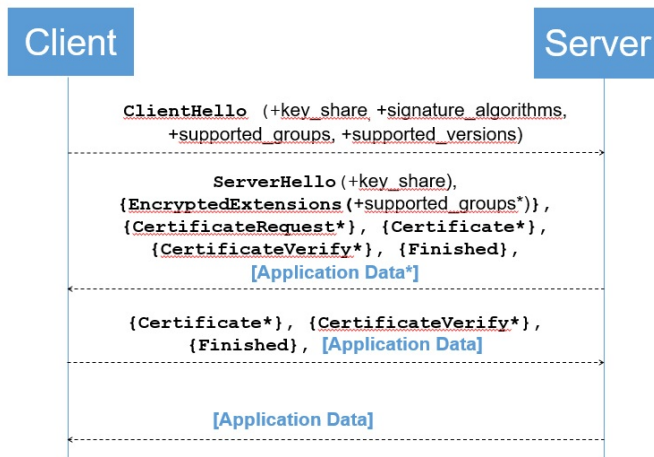 Client
Server
ClientHello (+key_share +signature_algorithms,
+supported_groups, +supported_versions)
ServerHello(+key_share),
{EncryptedExtensions(+supported_groups*)},
{CertificateRequest*}, {Certificate*},
{CertificateVerify*}, {Finished},
[Application Data*]
{Certificate*}, {CertificateVerify*},
{Finished}, [Application Data]
[Application Data]